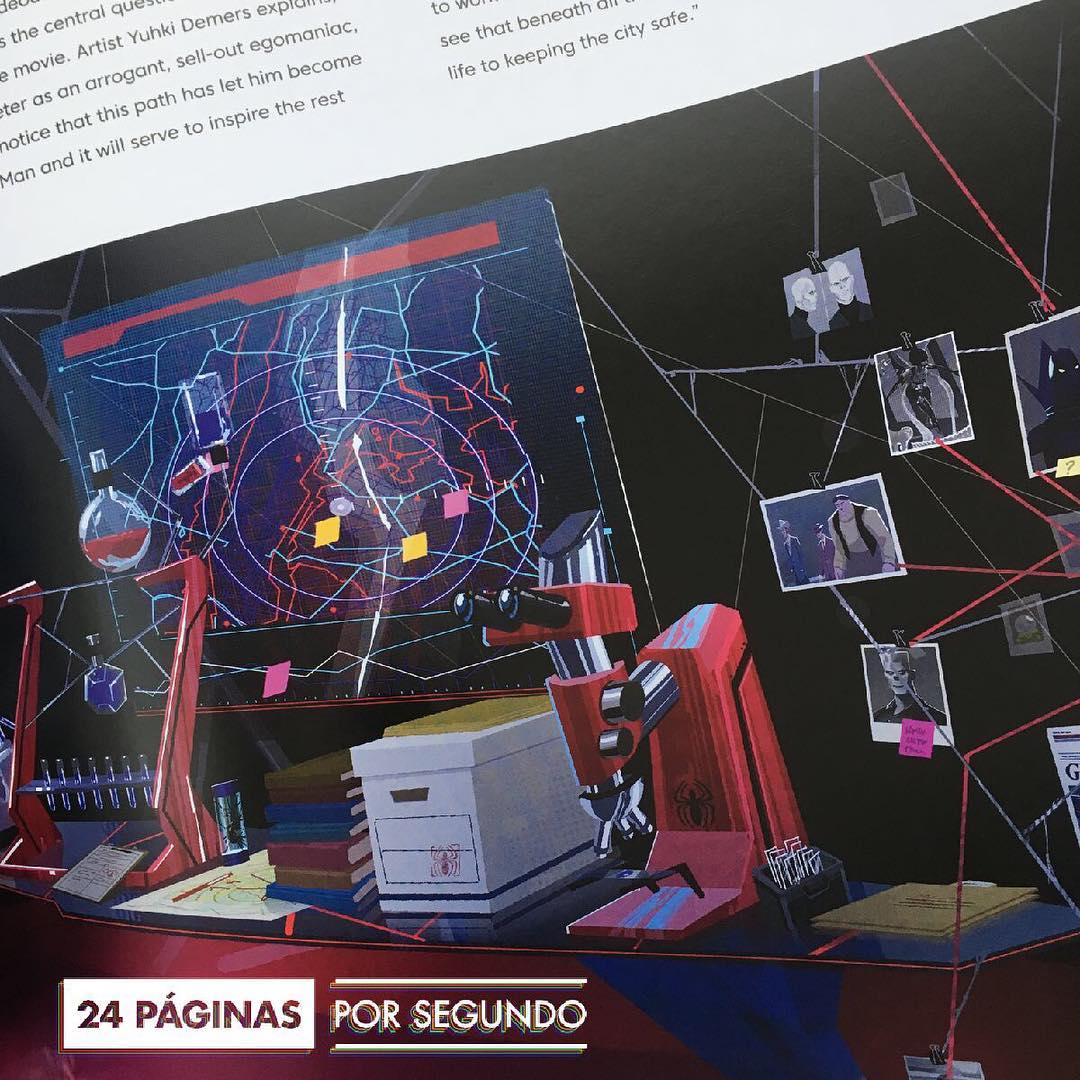 s the central questi
e movie. Artist Yuhki Demers explains,
eter as an arrogant, sell-out egomaniac,
notice that this path has let him become
Man and it will serve to inspire the rest
see that beneath all t
life to keeping the city safe.”
?
G
24 PÁGINAS
POR SEGUNDO